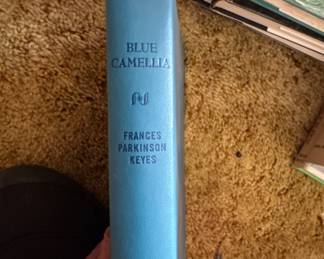 BLUE
CAMELLIA
FRANCES
PARKINSON
KEYES